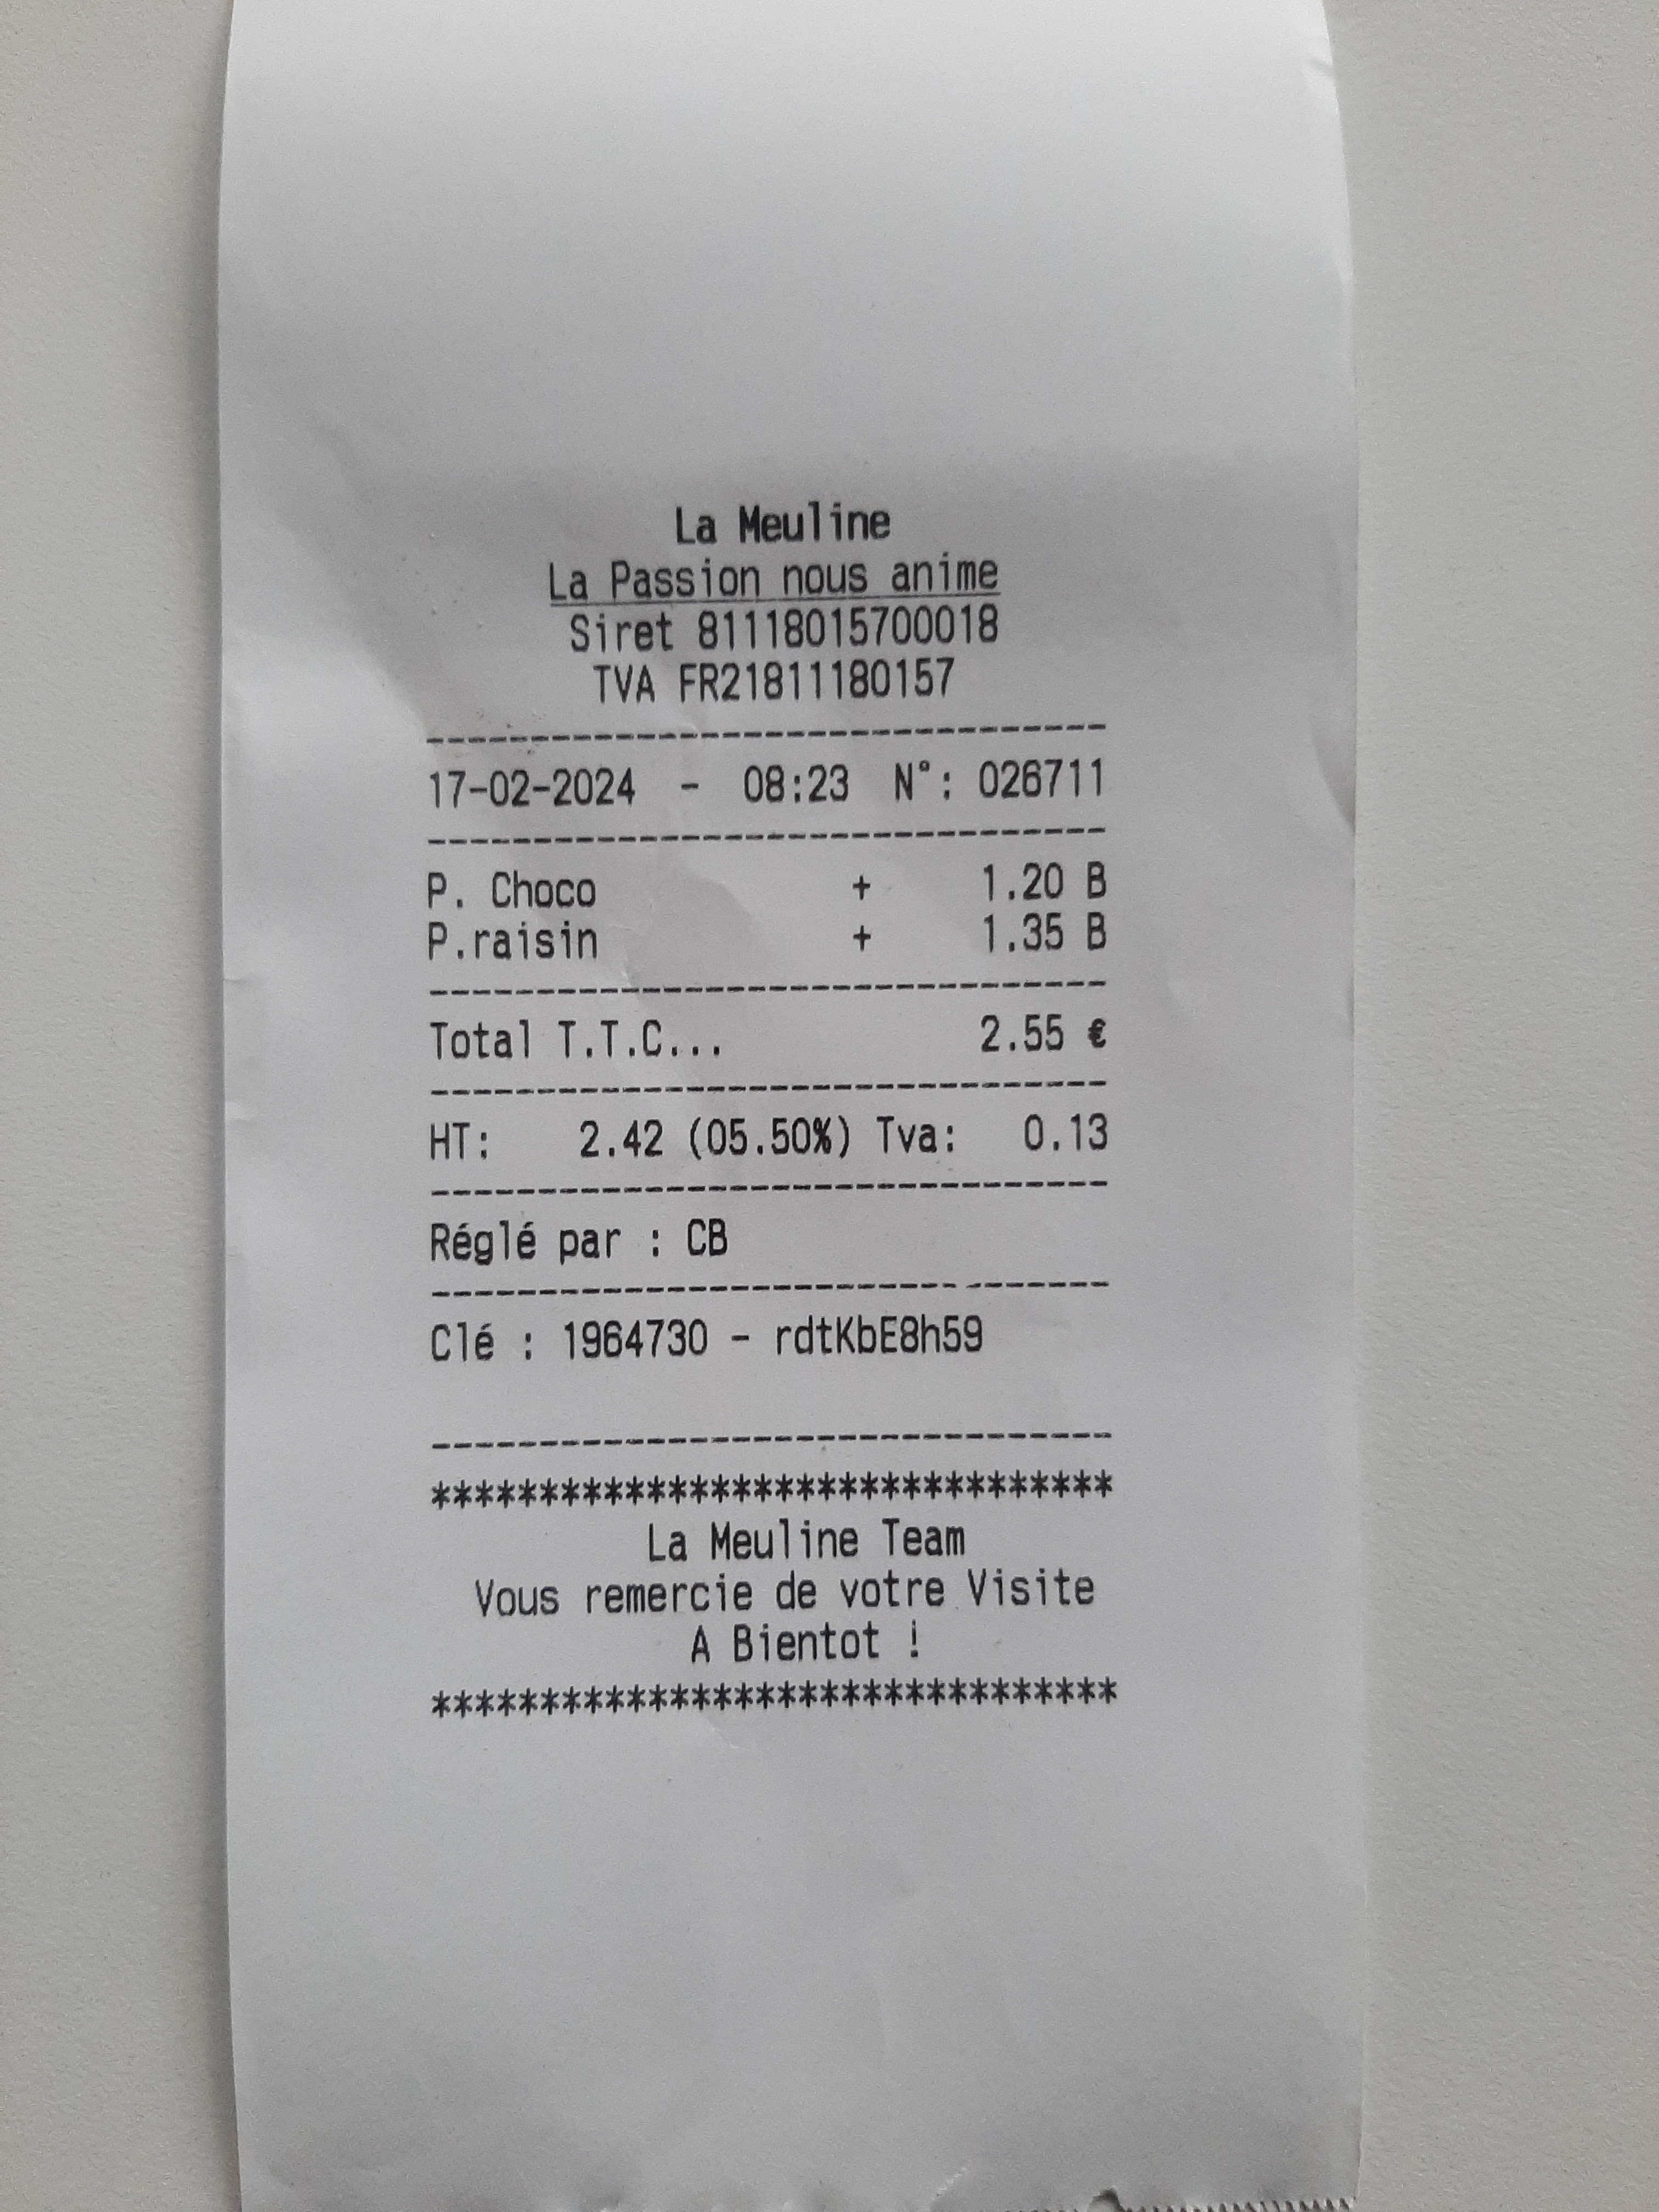 La Meuline
La Passion nous anime
Siret 81118015700018
TVA FR21811180157
--------------------------------
17-02-2024 - 08:23 N°: 026711
--------------------------------
P. Choco + 1.20 B
P.raisin + 1.35 B
--------------------------------
Total T.T.C... 2.55 €
--------------------------------
HT: 2.42 (05.50%) Tva: 0.13
--------------------------------
Réglé par : CB
--------------------------------
Clé : 1964730 - rdtKbE8h59
--------------------------------
********************************
La Meuline Team
Vous remercie de votre Visite
A Bientot !
********************************